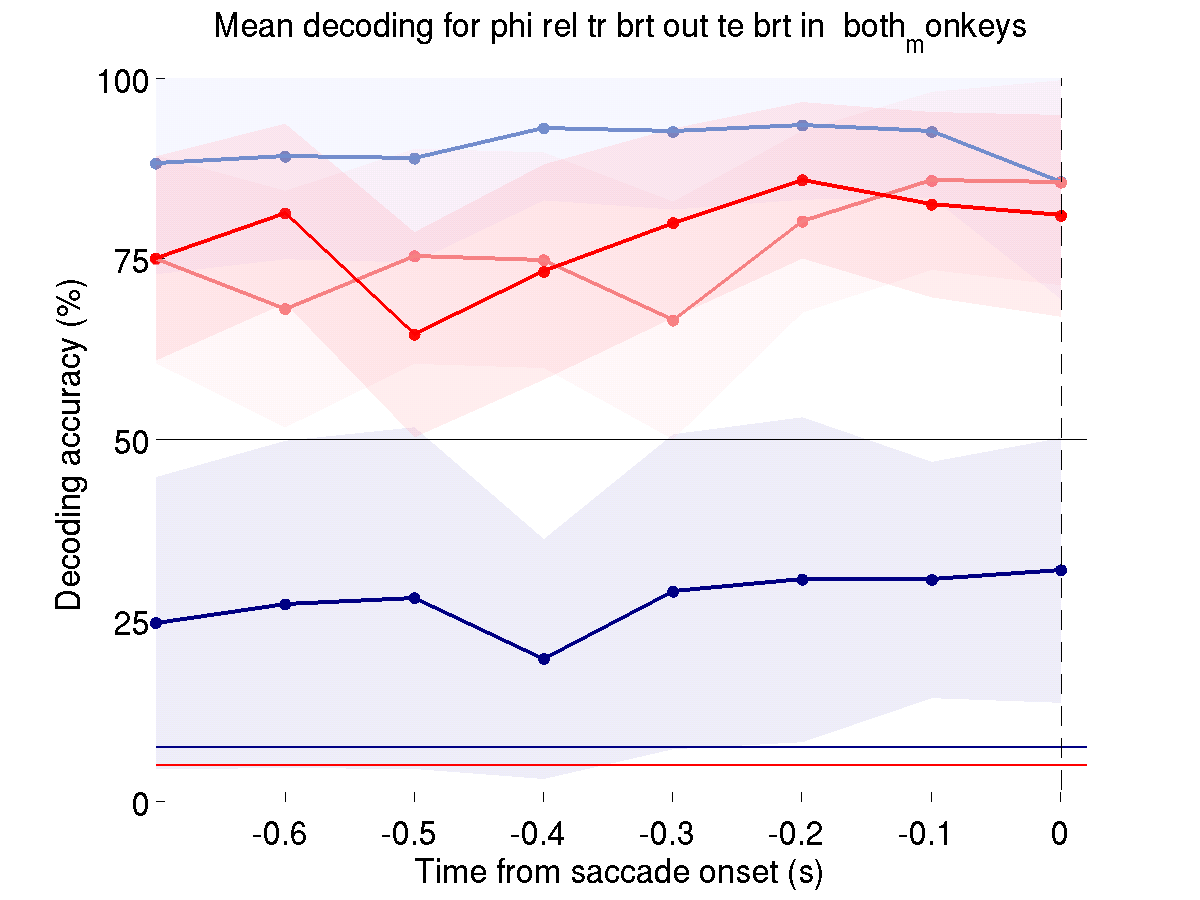 Mean decoding for phi rel tr brt out te brt in both_monkeys
100
75
50
25
0
Decoding accuracy (%)
-0.6 -0.5 -0.4 -0.3 -0.2 -0.1 0
Time from saccade onset (s)